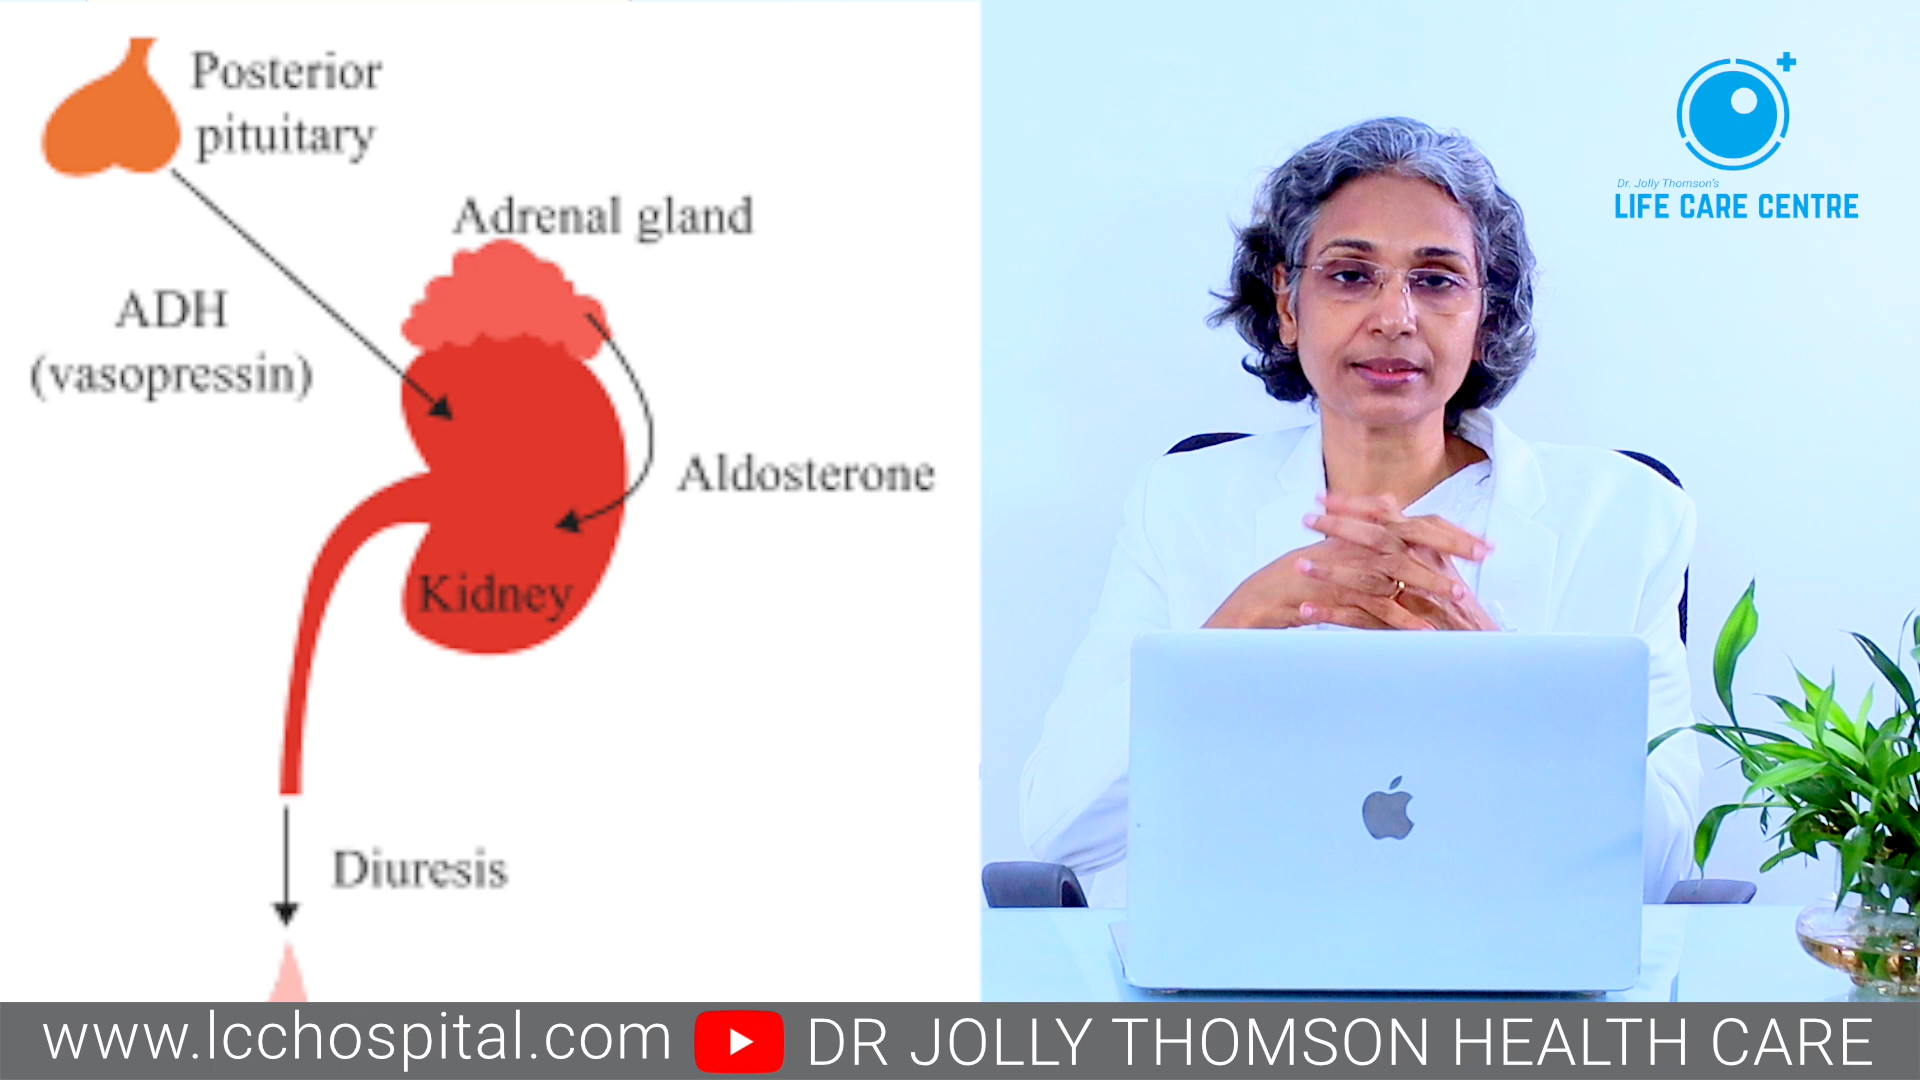 Posterior
pituitary
Adrenal gland
ADH
(vasopressin)
Aldosterone
Kidney
Diuresis
Dr. Jolly Thomson's
LIFE CARE CENTRE
www.lcchospital.com
DR JOLLY THOMSON HEALTH CARE